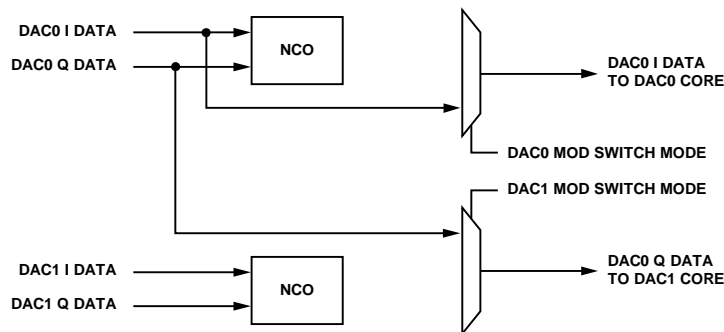 DAC0 I DATA
DAC0 Q DATA
NCO
DAC0 I DATA
TO DAC0 CORE
DAC0 MOD SWITCH MODE
DAC1 MOD SWITCH MODE
DAC1 I DATA
DAC1 Q DATA
NCO
DAC0 Q DATA
TO DAC1 CORE